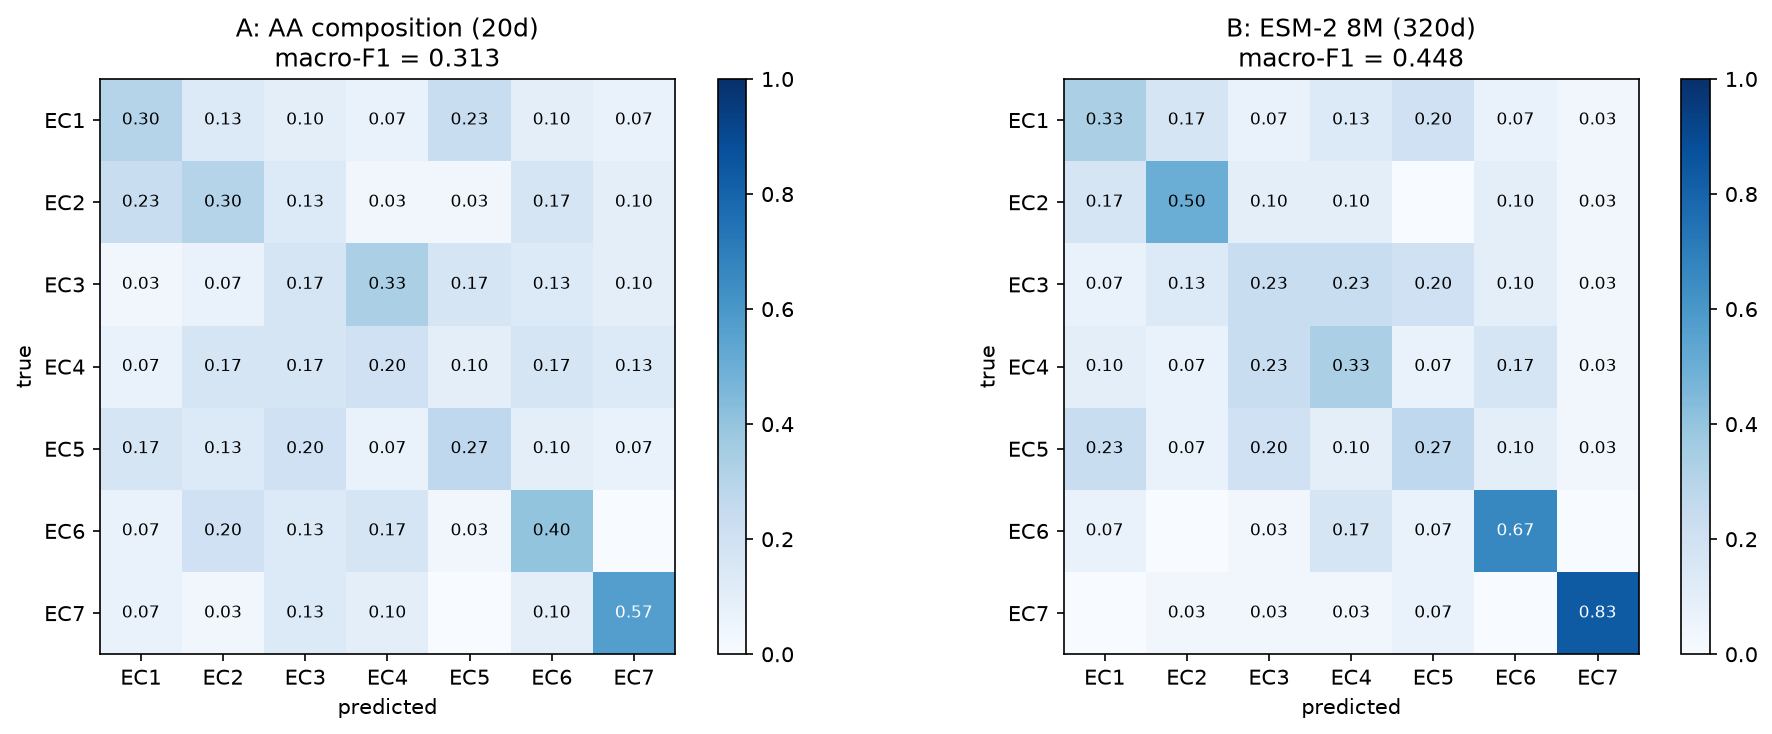 A: AA composition (20d)
macro-F1 = 0.313
EC1 0.30 0.13 0.10 0.07 0.23 0.10 0.07
EC2 0.23 0.30 0.13 0.03 0.03 0.17 0.10
EC3 0.03 0.07 0.17 0.33 0.17 0.13 0.10
EC4 0.07 0.17 0.17 0.20 0.10 0.17 0.13
EC5 0.17 0.13 0.20 0.07 0.27 0.10 0.07
EC6 0.07 0.20 0.13 0.17 0.03 0.40
EC7 0.07 0.03 0.13 0.10 0.10 0.57
EC1 EC2 EC3 EC4 EC5 EC6 EC7
predicted
true
1.0
0.8
0.6
0.4
0.2
0.0
B: ESM-2 8M (320d)
macro-F1 = 0.448
EC1 0.33 0.17 0.07 0.13 0.20 0.07 0.03
EC2 0.17 0.50 0.10 0.10 0.10 0.03
EC3 0.07 0.13 0.23 0.23 0.20 0.10 0.03
EC4 0.10 0.07 0.23 0.33 0.07 0.17 0.03
EC5 0.23 0.07 0.20 0.10 0.27 0.10 0.03
EC6 0.07 0.03 0.17 0.07 0.67
EC7 0.03 0.03 0.03 0.07 0.83
EC1 EC2 EC3 EC4 EC5 EC6 EC7
predicted
true
1.0
0.8
0.6
0.4
0.2
0.0